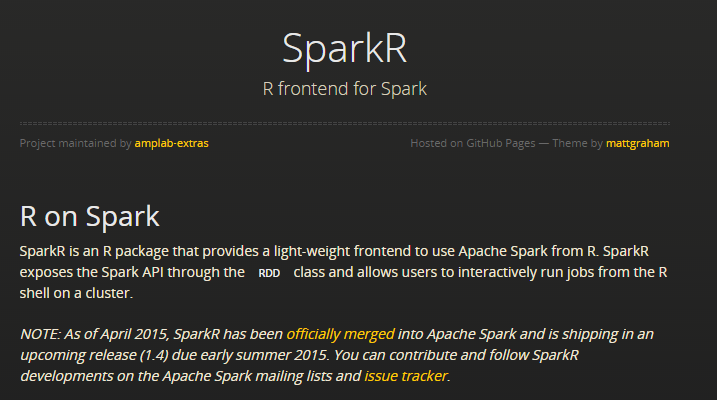 SparkR
R frontend for Spark
Project maintained by amplab-extras
Hosted on GitHub Pages — Theme by mattgraham
R on Spark
SparkR is an R package that provides a light-weight frontend to use Apache Spark from R. SparkR
exposes the Spark API through the RDD class and allows users to interactively run jobs from the R
shell on a cluster.
NOTE: As of April 2015, SparkR has been officially merged into Apache Spark and is shipping in an
upcoming release (1.4) due early summer 2015. You can contribute and follow SparkR
developments on the Apache Spark mailing lists and issue tracker.